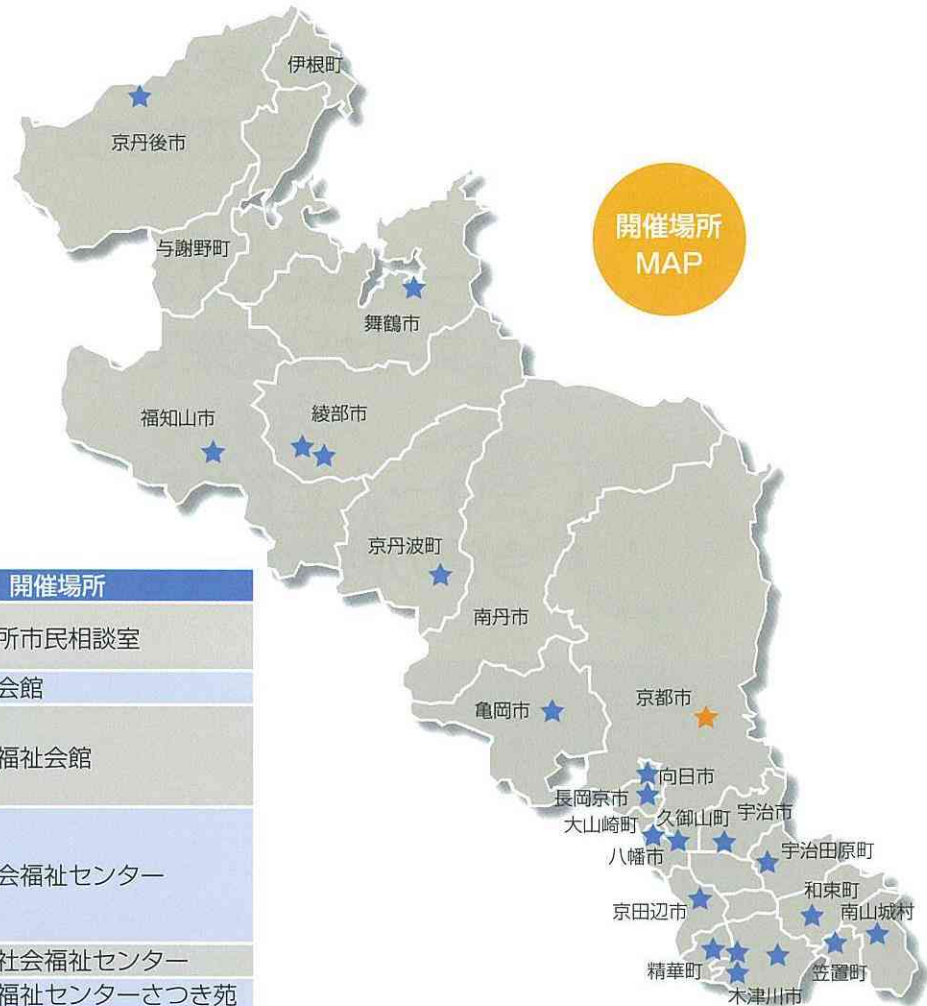 伊根町
京丹後市
開催場所
MAP
与謝野町
舞鶴市
福知山市
綾部市
京丹波町
南丹市
亀岡市
京都市
向日市
長岡京市
大山崎町
久御山町
宇治市
八幡市
宇治田原町
和束町
京田辺市
南山城村
精華町
笠置町
木津川市
開催場所
所市民相談室
会館
福祉会館
会福祉センター
社会福祉センター
福祉センターさつき苑